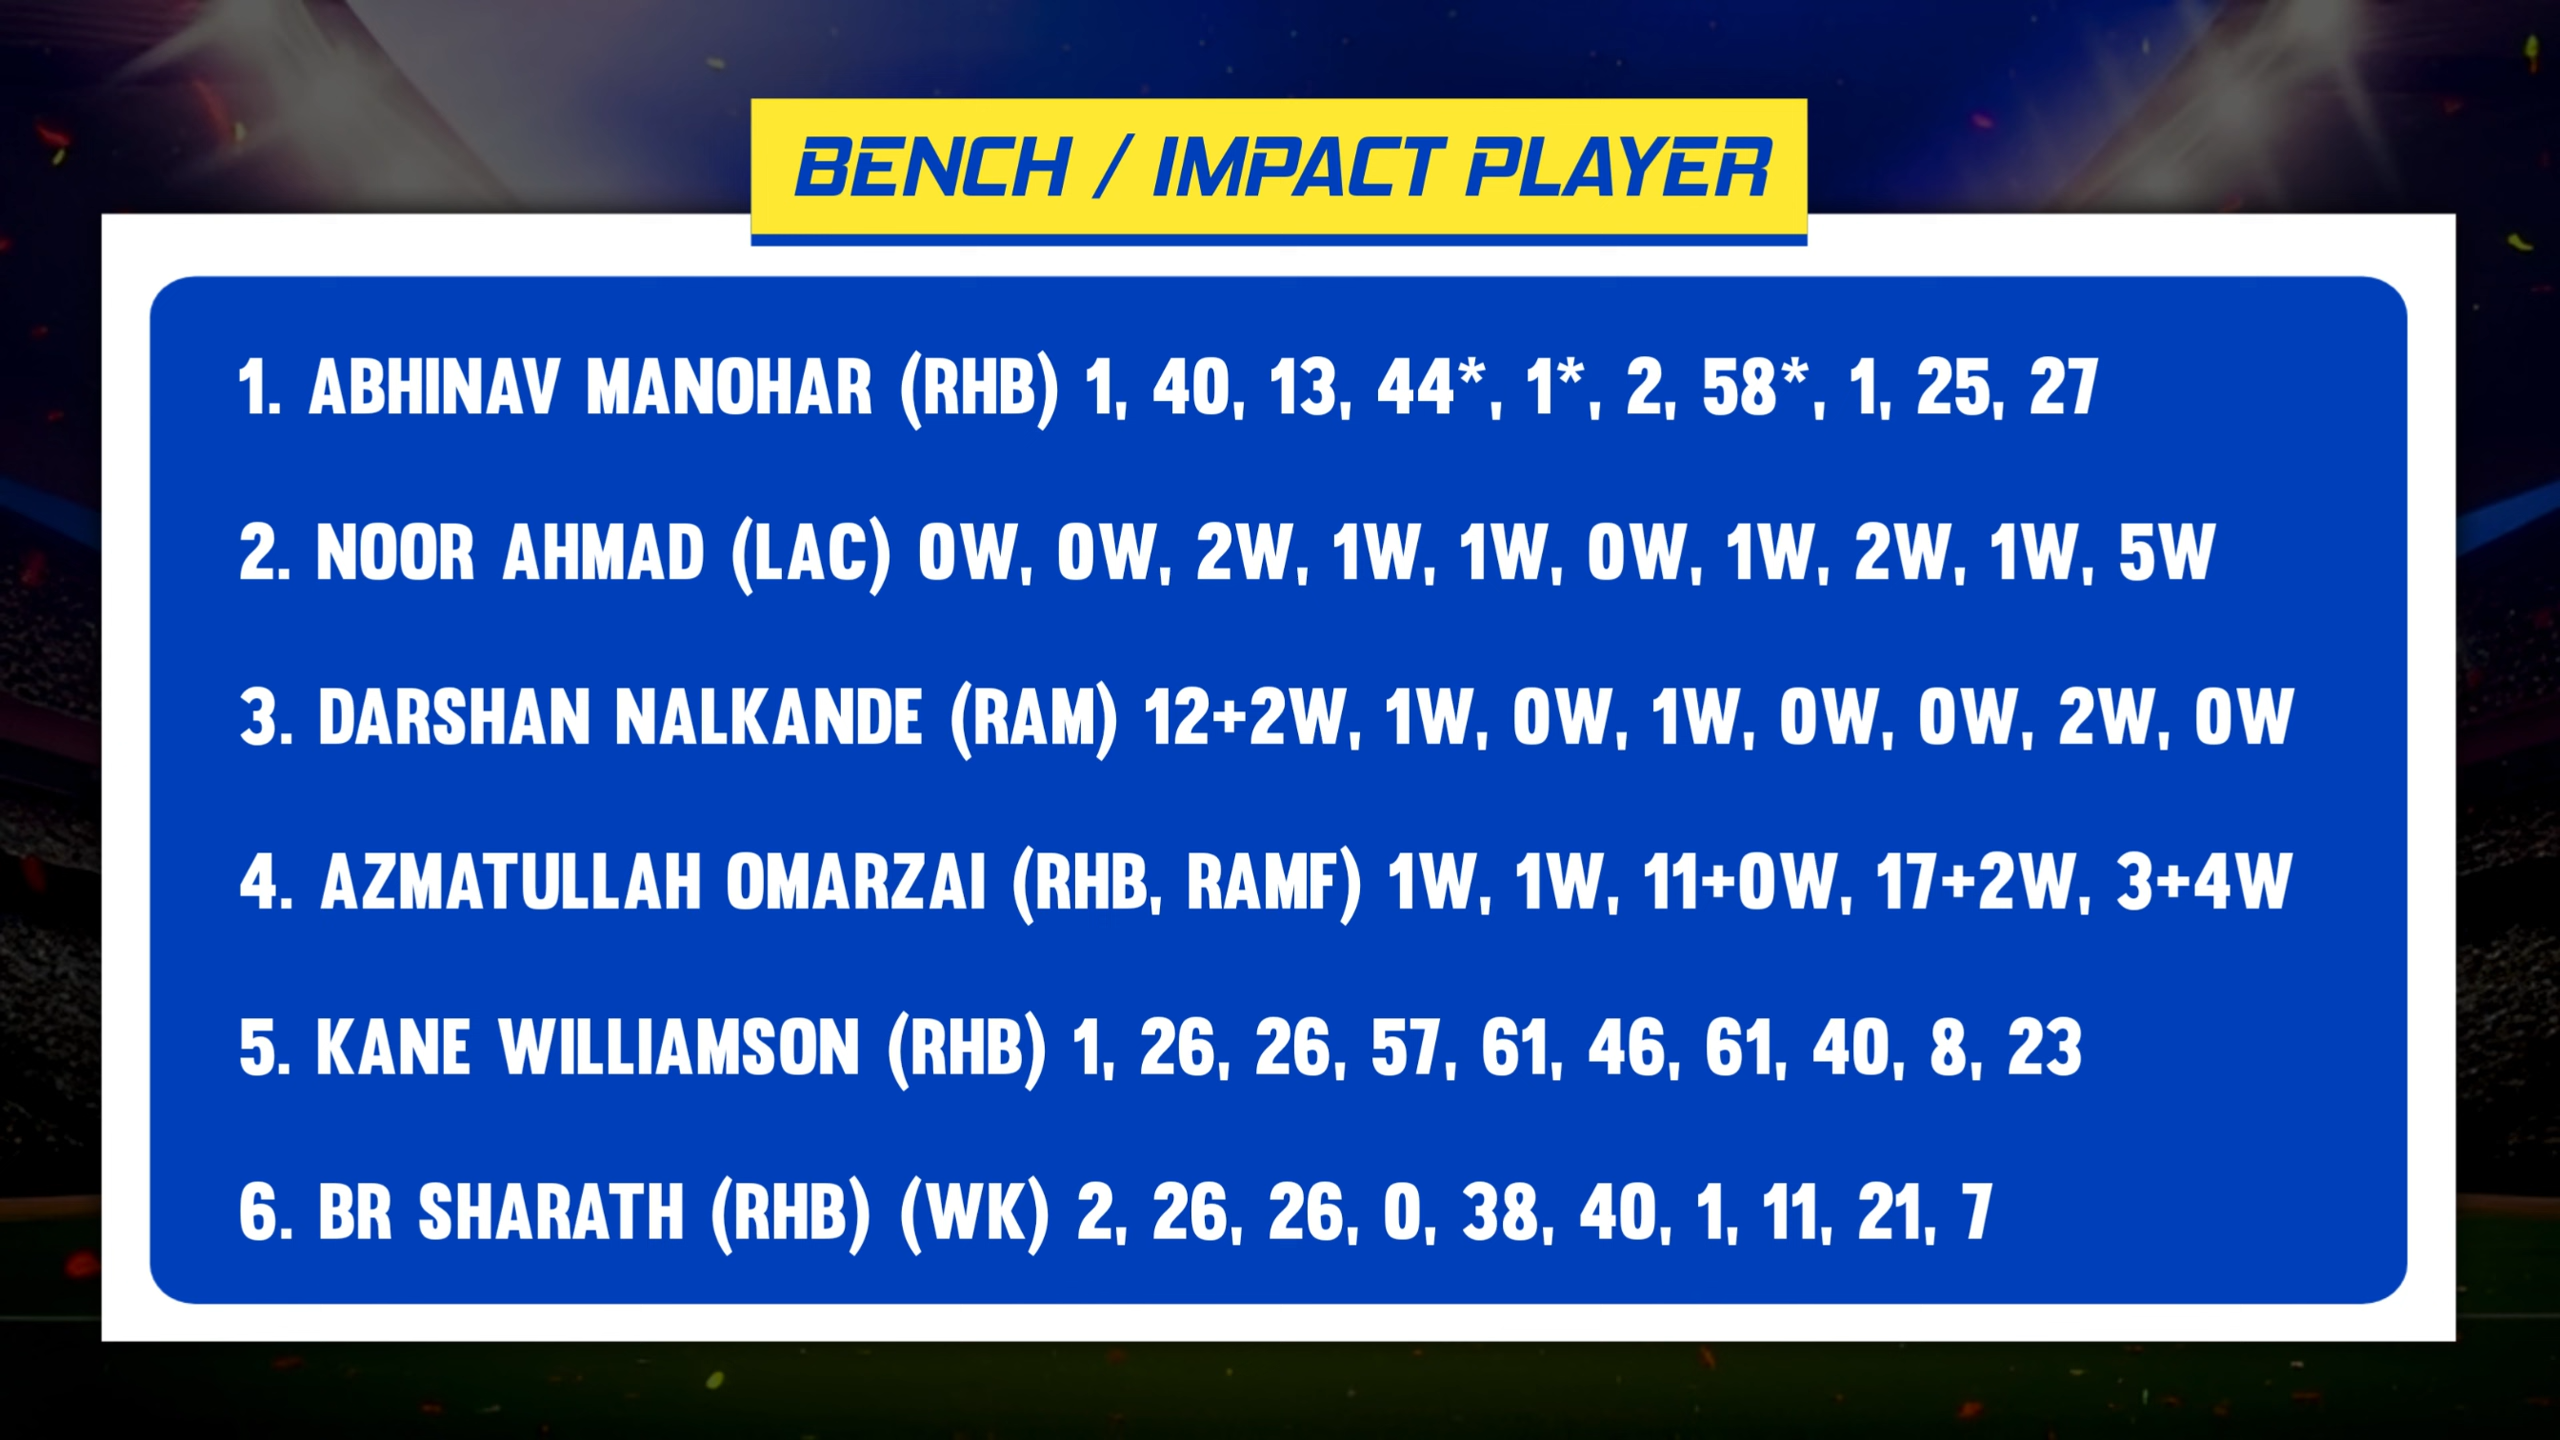 BENCH / IMPACT PLAYER
1. ABHINAV MANOHAR (RHB) 1, 40, 13, 44*, 1*, 2, 58*, 1, 25, 27
2. NOOR AHMAD (LAC) 0W, 0W, 2W, 1W, 1W, 0W, 1W, 2W, 1W, 5W
3. DARSHAN NALKANDE (RAM) 12+2W, 1W, 0W, 1W, 0W, 0W, 2W, 0W
4. AZMATULLAH OMARZAI (RHB, RAMF) 1W, 1W, 11+0W, 17+2W, 3+4W
5. KANE WILLIAMSON (RHB) 1, 26, 26, 57, 61, 46, 61, 40, 8, 23
6. BR SHARATH (RHB) (WK) 2, 26, 26, 0, 38, 40, 1, 11, 21, 7